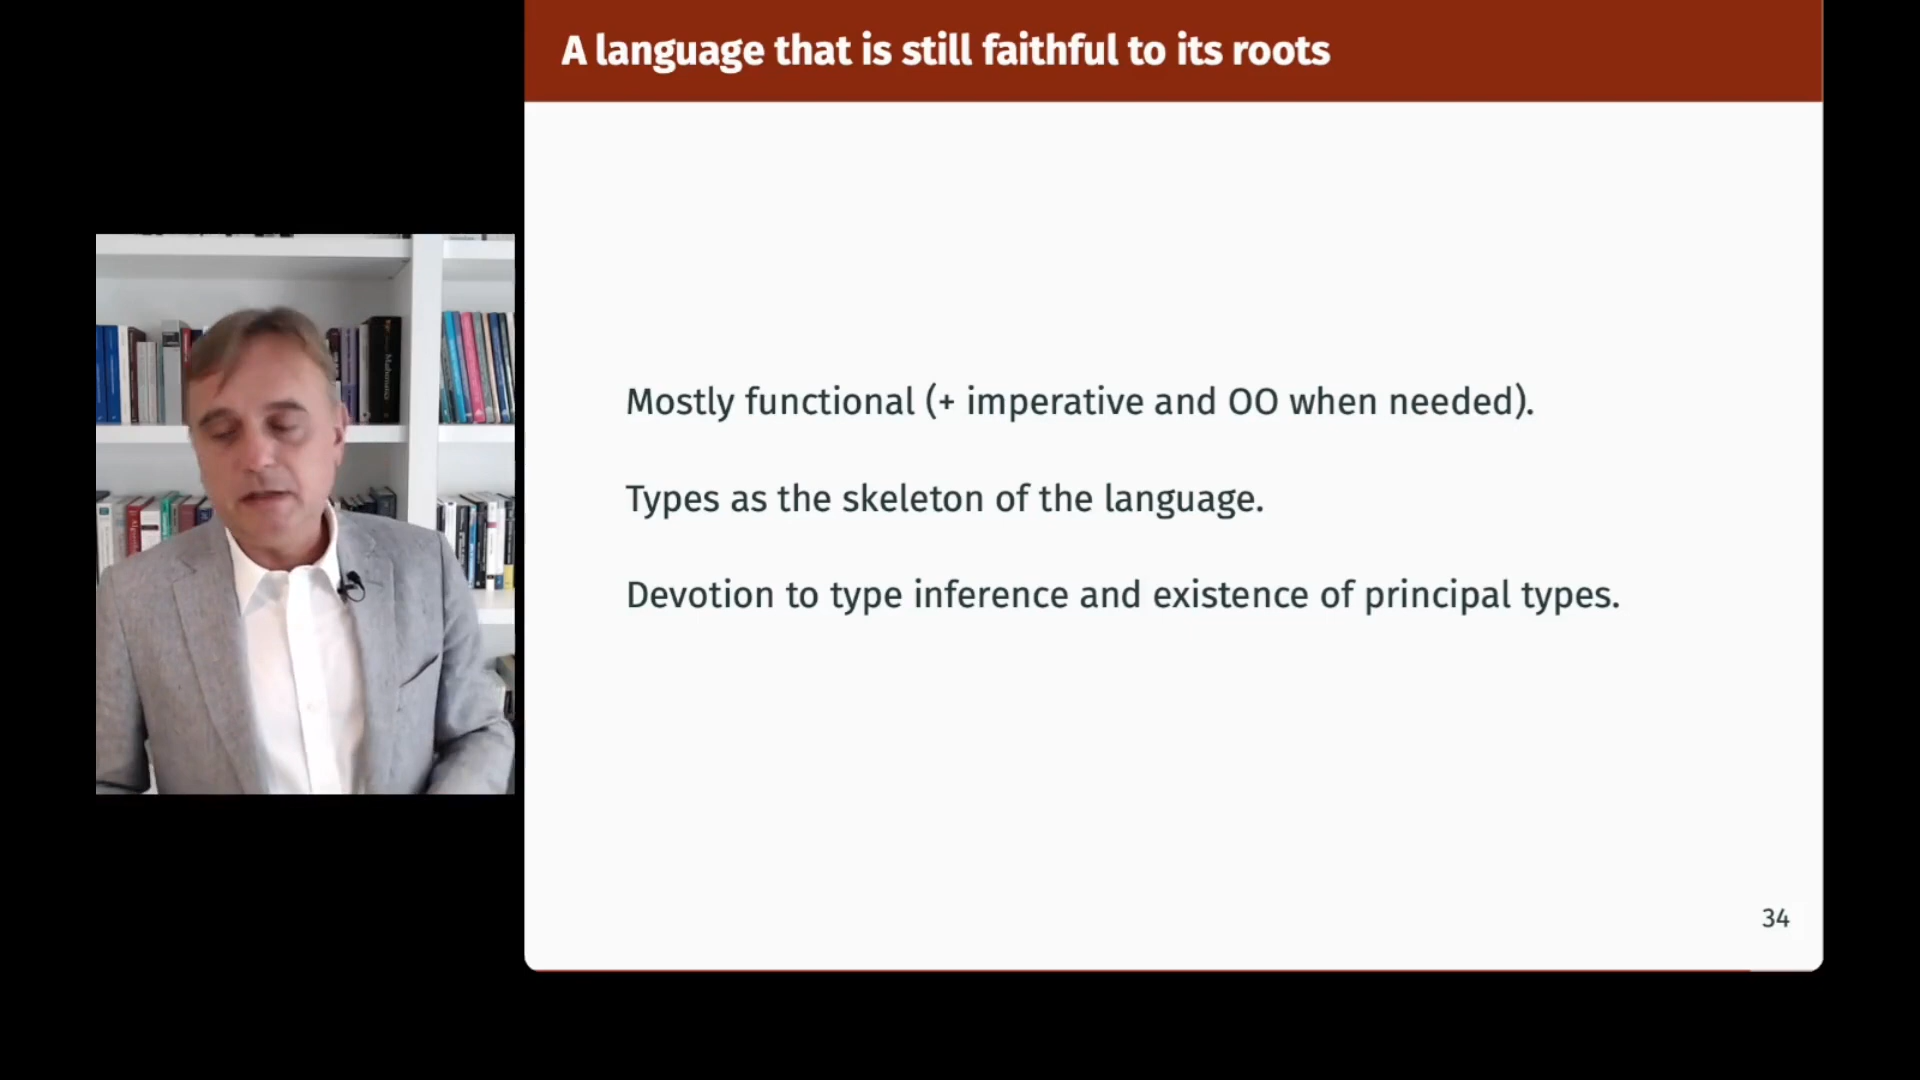 A language that is still faithful to its roots
Mostly functional (+ imperative and OO when needed).
Types as the skeleton of the language.
Devotion to type inference and existence of principal types.
34